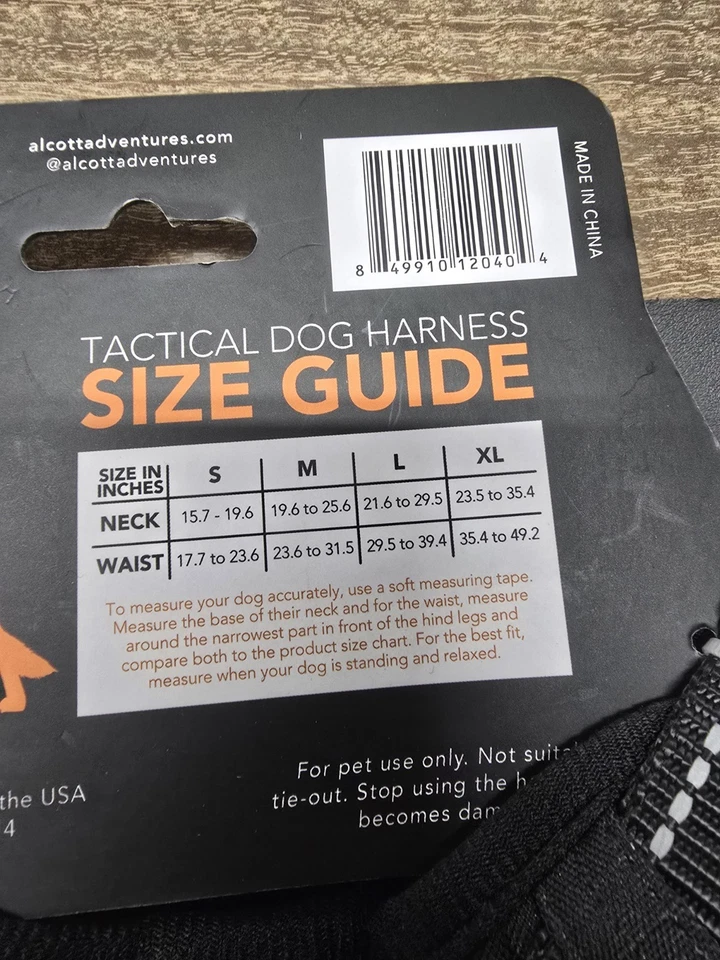 alcottadventures.com
@alcottadventures
MADE IN CHINA
8 49910 12040 4
TACTICAL DOG HARNESS
SIZE GUIDE
SIZE IN INCHES S M L XL
NECK 15.7 - 19.6 19.6 to 25.6 21.6 to 29.5 23.5 to 35.4
WAIST 17.7 to 23.6 23.6 to 31.5 29.5 to 39.4 35.4 to 49.2
To measure your dog accurately, use a soft measuring tape.
Measure the base of their neck and for the waist, measure
around the narrowest part in front of the hind legs and
compare both to the product size chart. For the best fit,
measure when your dog is standing and relaxed.
the USA
4
For pet use only. Not
tie-out. Stop using the
becomes